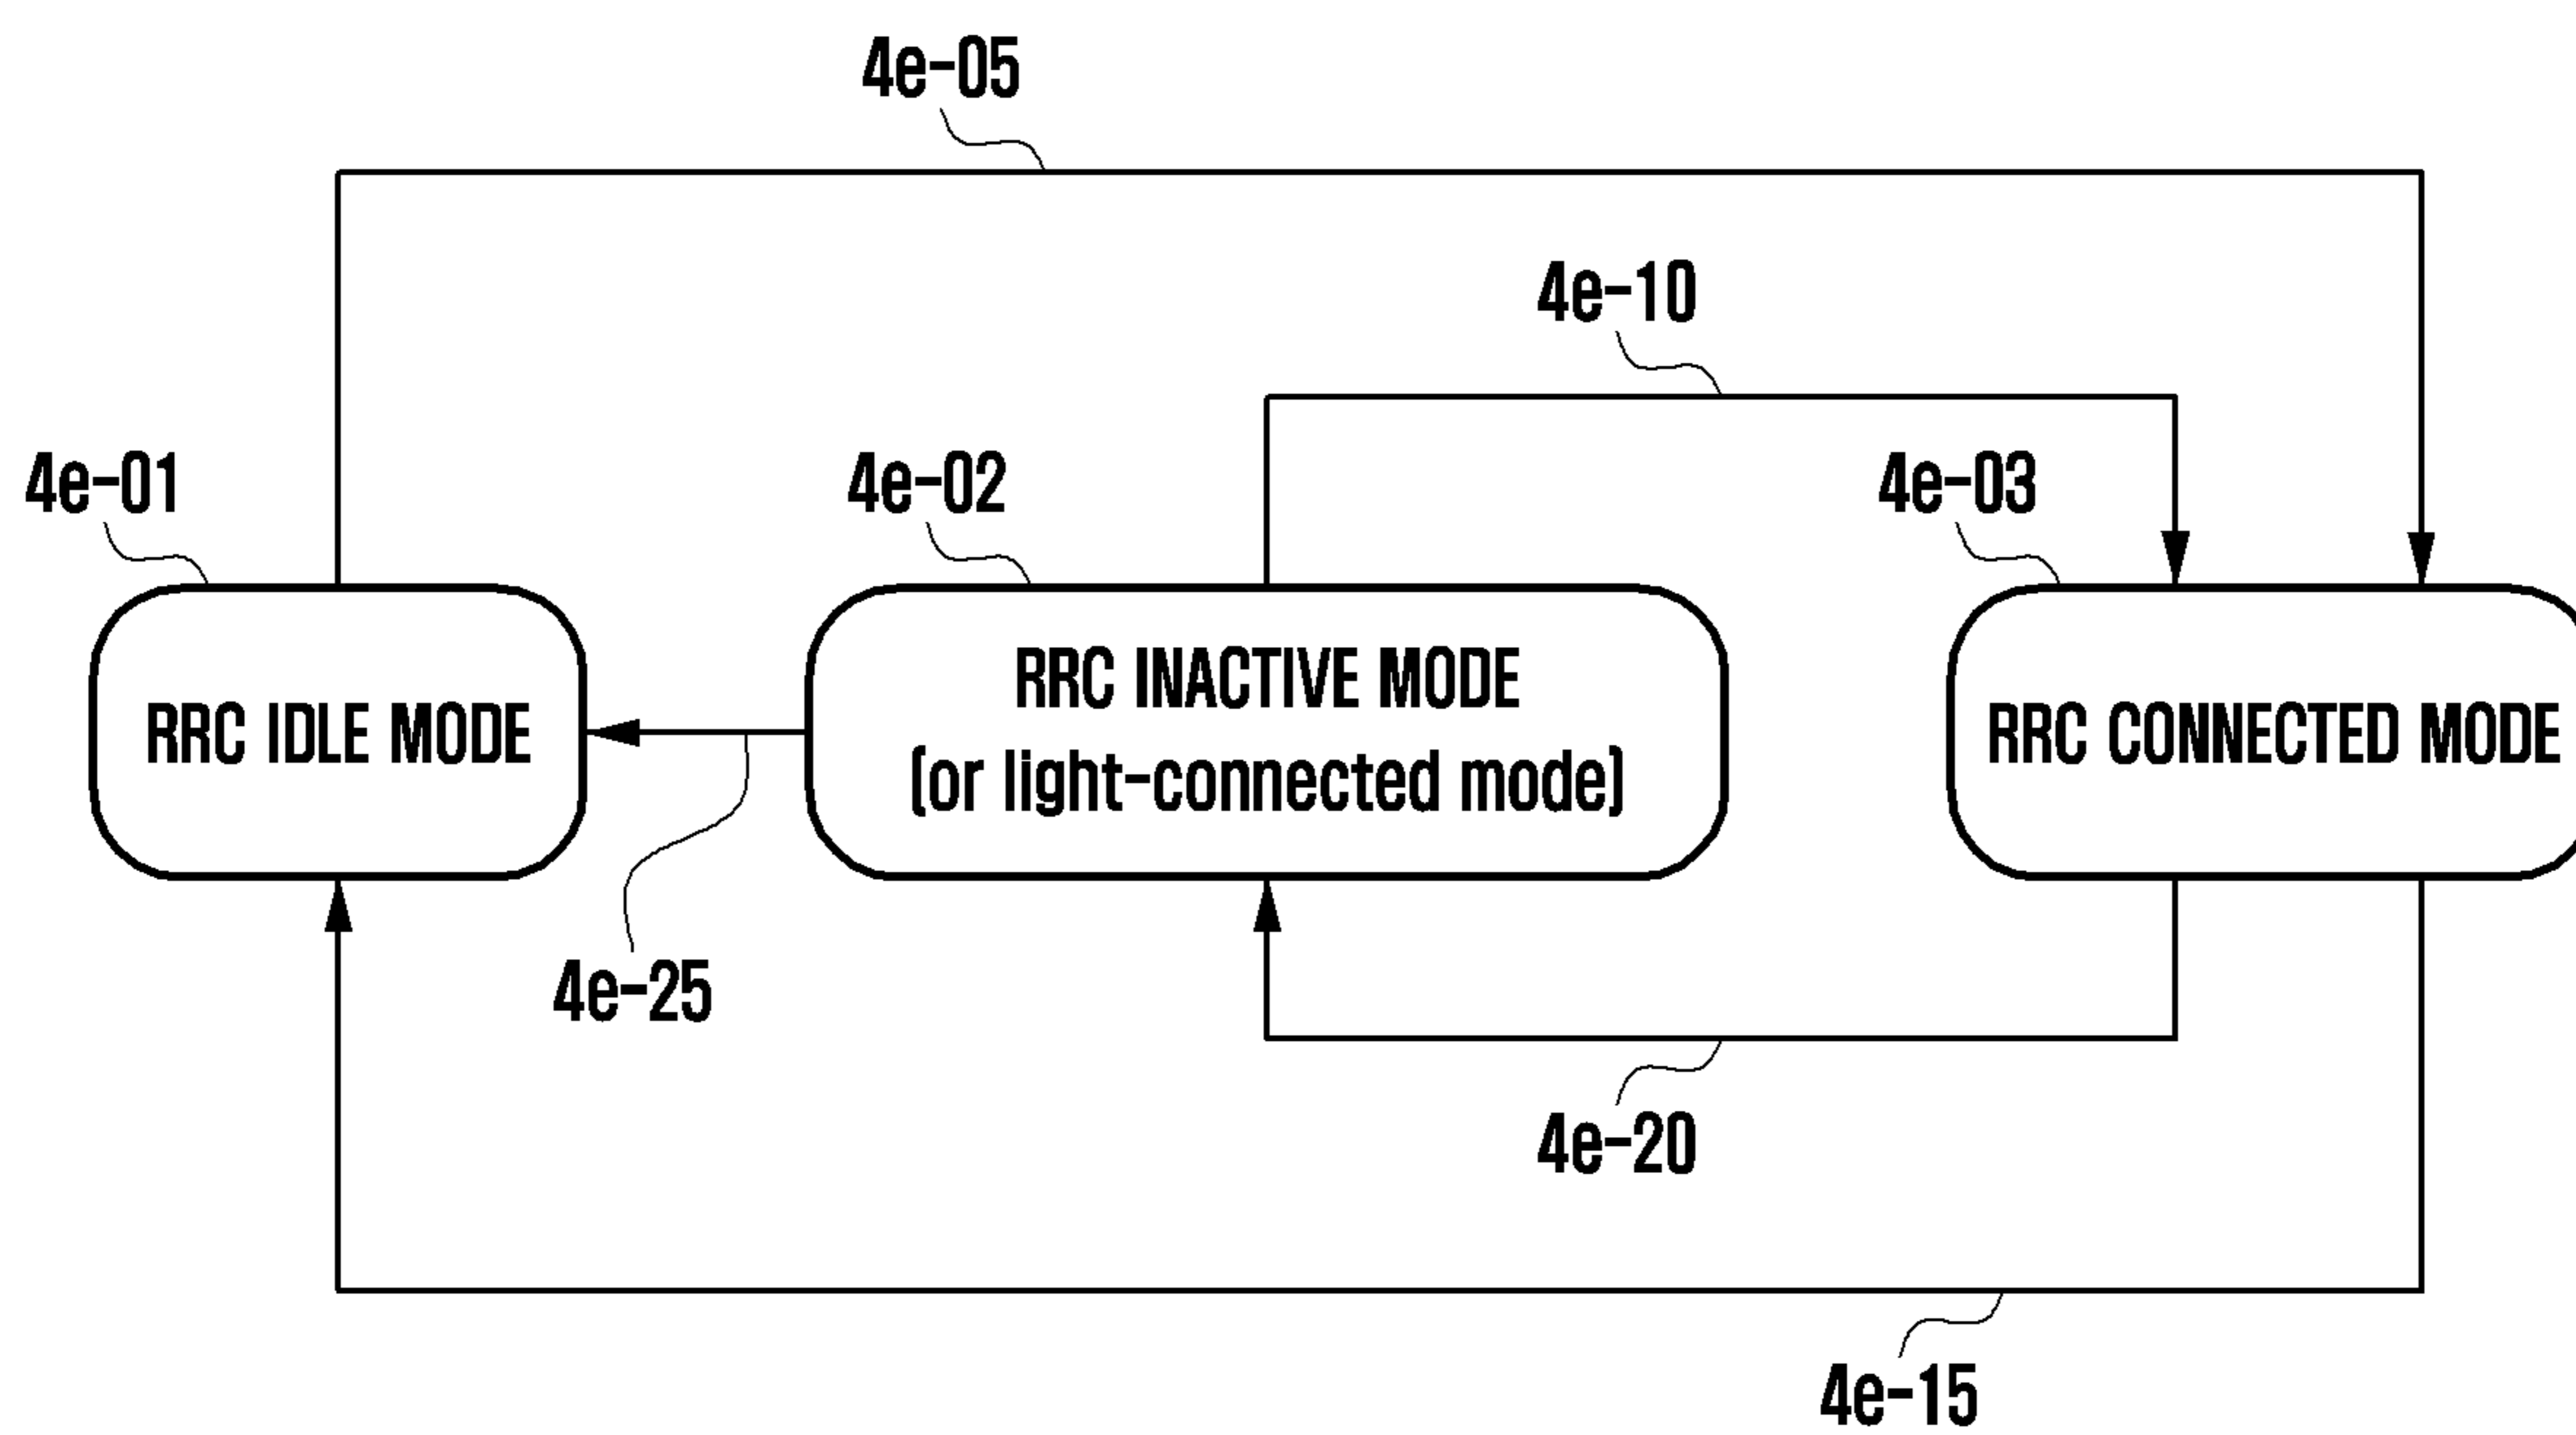 4e-05
4e-10
4e-01
4e-02
4e-03
RRC IDLE MODE
RRC INACTIVE MODE
(or light-connected mode)
RRC CONNECTED MODE
4e-25
4e-20
4e-15